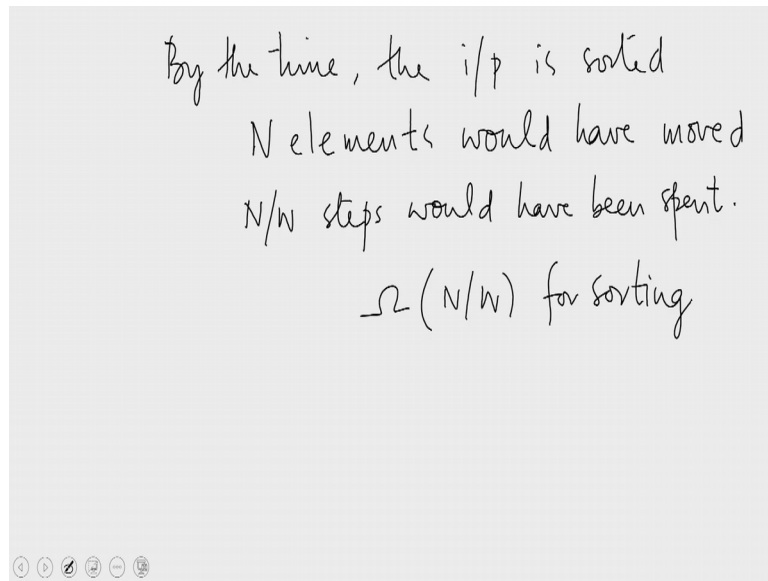 By the time, the i/p is sorted
N elements would have moved
N/W steps would have been spent.
Ω(N/W) for sorting